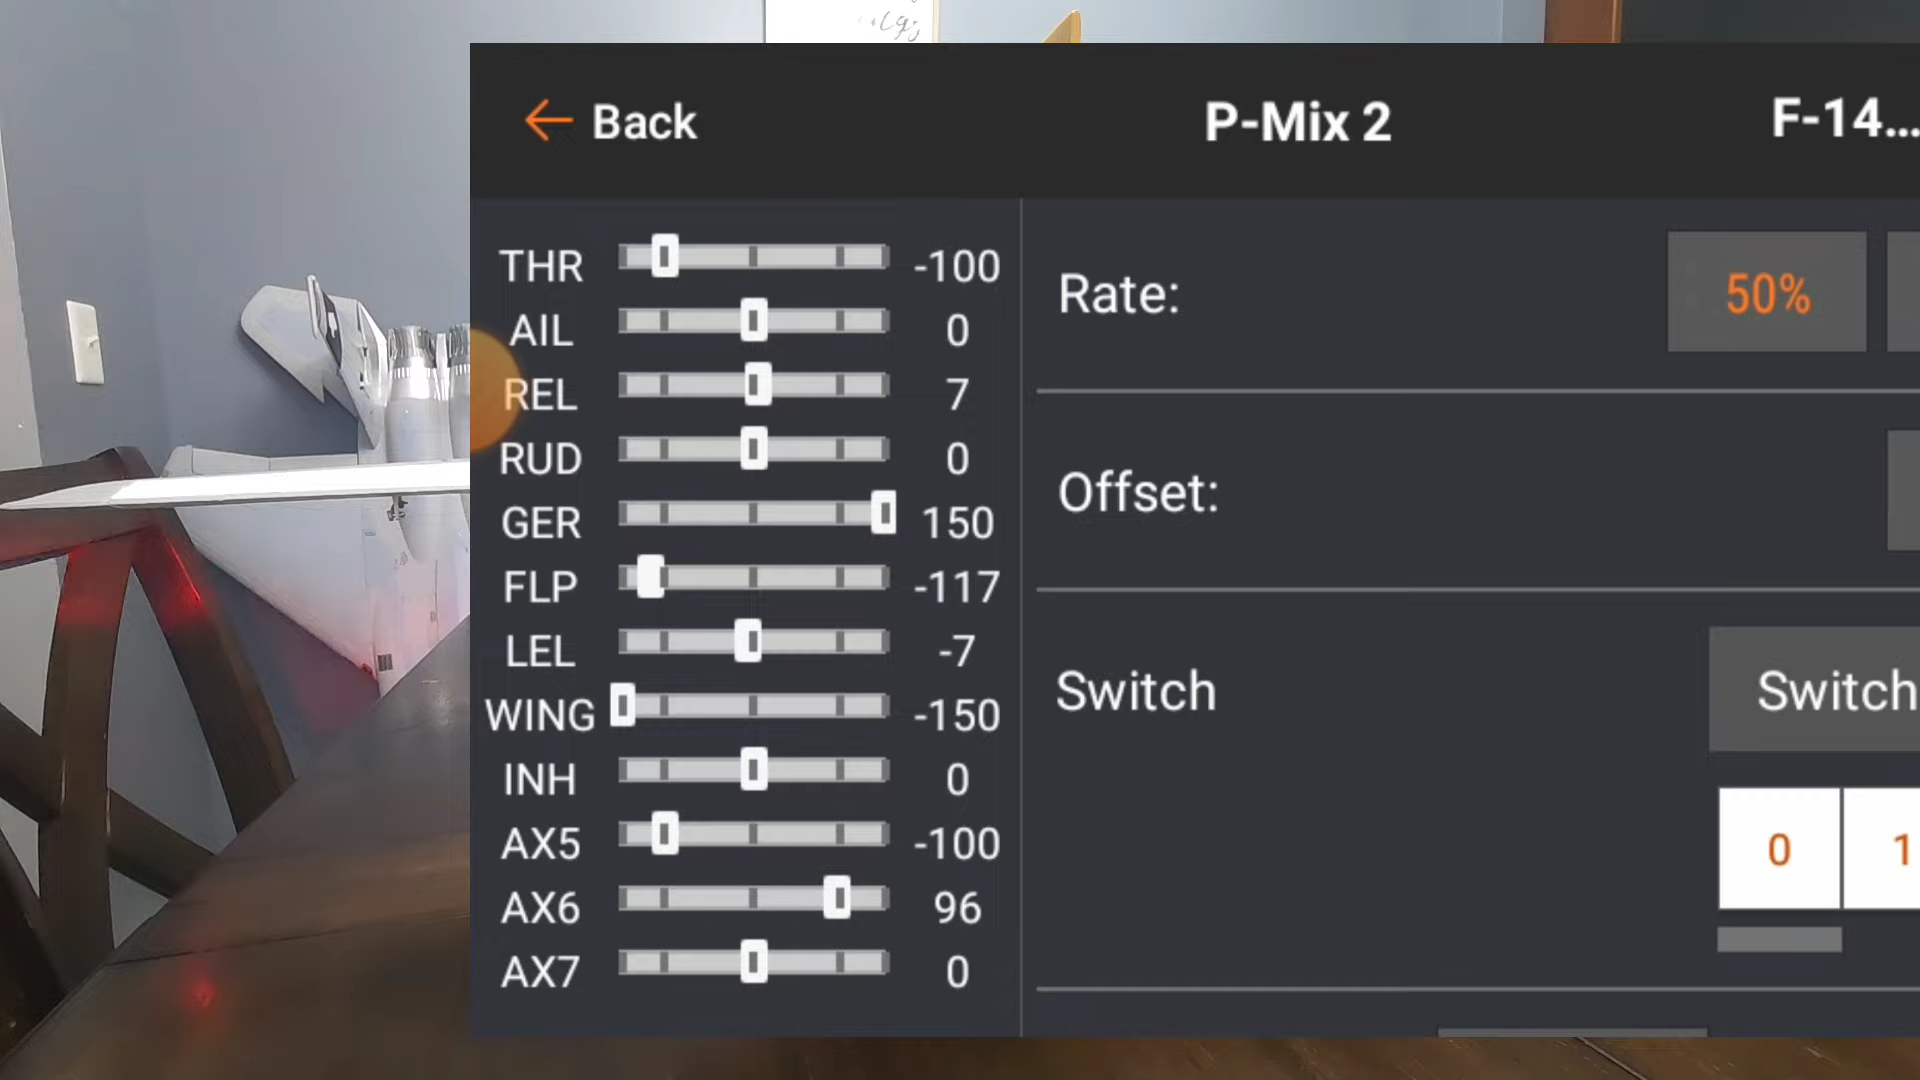 Back
P-Mix 2
F-14...
THR -100
AIL 0
REL 7
RUD 0
GER 150
FLP -117
LEL -7
WING -150
INH 0
AX5 -100
AX6 96
AX7 0
Rate:
50%
Offset:
Switch
Switch
0
1